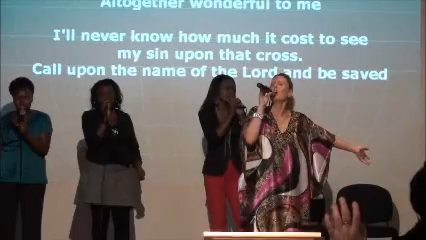 Altogether wonderful to me
I'll never know how much it cost to see
my sin upon that cross.
Call upon the name of the Lord and be saved